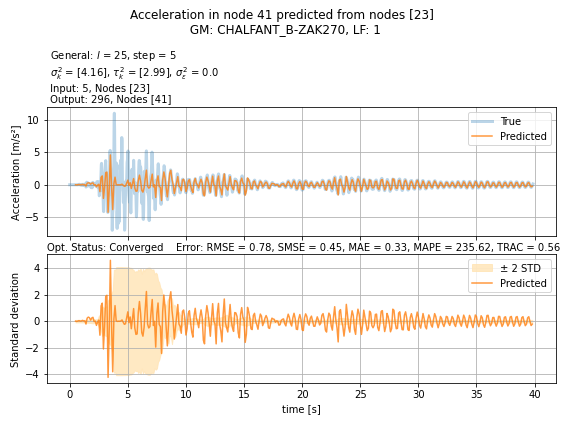 Acceleration in node 41 predicted from nodes [23]
GM: CHALFANT_B-ZAK270, LF: 1
General: l = 25, step = 5
σ²ₖ = [4.16], τ²ₖ = [2.99], σ²ε = 0.0
Input: 5, Nodes [23]
Output: 296, Nodes [41]
Acceleration [m/s²]
10
5
0
−5
True
Predicted
Opt. Status: Converged Error: RMSE = 0.78, SMSE = 0.45, MAE = 0.33, MAPE = 235.62, TRAC = 0.56
Standard deviation
4
2
0
−2
−4
± 2 STD
Predicted
0 5 10 15 20 25 30 35 40
time [s]